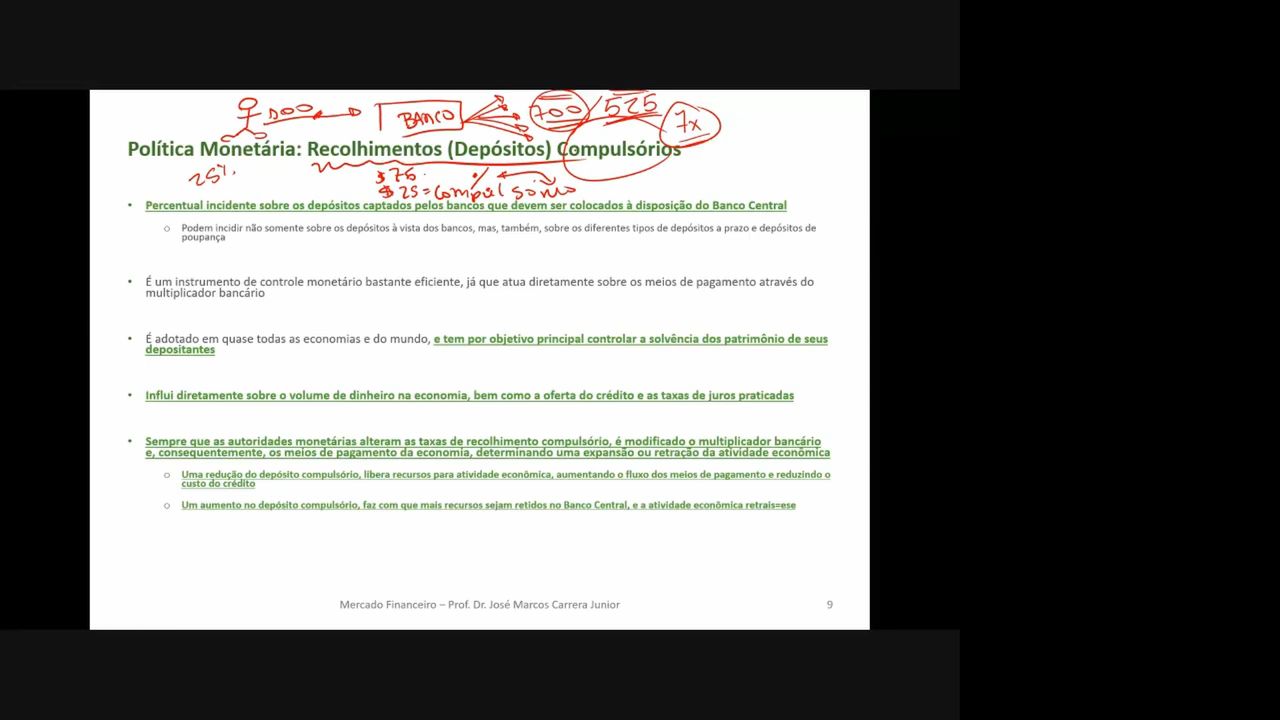 BANCO 700 / 525 7x
Política Monetária: Recolhimentos (Depósitos) Compulsórios
25%
$75 %
$25 = Compulsório
• Percentual incidente sobre os depósitos captados pelos bancos que devem ser colocados à disposição do Banco Central
o Podem incidir não somente sobre os depósitos à vista dos bancos, mas, também, sobre os diferentes tipos de depósitos a prazo e depósitos de
poupança
• É um instrumento de controle monetário bastante eficiente, já que atua diretamente sobre os meios de pagamento através do
multiplicador bancário
• É adotado em quase todas as economias e do mundo, e tem por objetivo principal controlar a solvência dos patrimônio de seus
depositantes
• Influi diretamente sobre o volume de dinheiro na economia, bem como a oferta do crédito e as taxas de juros praticadas
• Sempre que as autoridades monetárias alteram as taxas de recolhimento compulsório, é modificado o multiplicador bancário
e, consequentemente, os meios de pagamento da economia, determinando uma expansão ou retração da atividade econômica
o Uma redução do depósito compulsório, libera recursos para atividade econômica, aumentando o fluxo dos meios de pagamento e reduzindo o
custo do crédito
o Um aumento no depósito compulsório, faz com que mais recursos sejam retidos no Banco Central, e a atividade econômica retrais=ese
Mercado Financeiro – Prof. Dr. José Marcos Carrera Junior 9